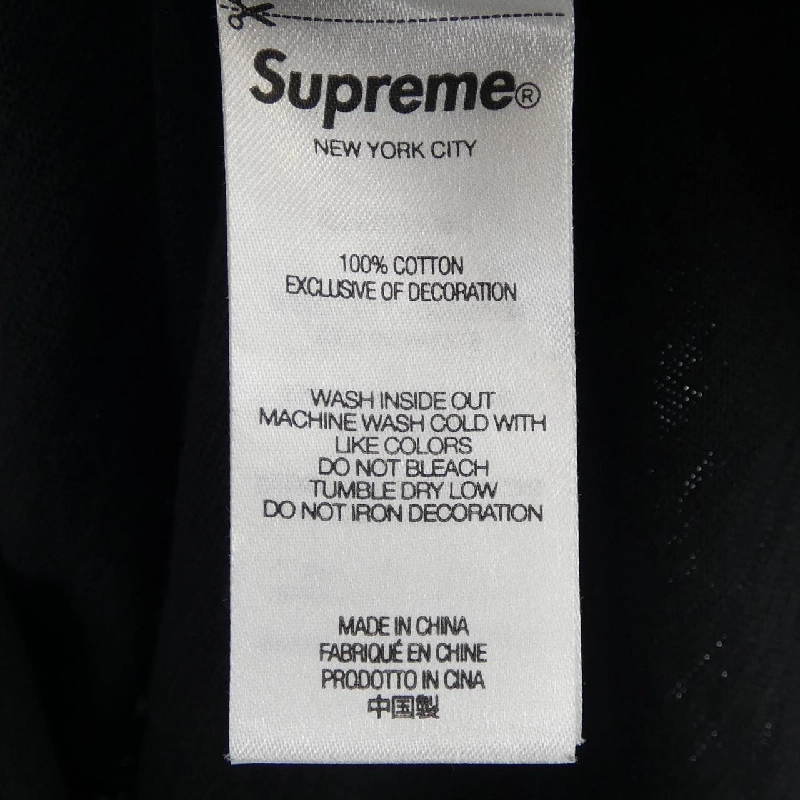 Supreme®
NEW YORK CITY
100% COTTON
EXCLUSIVE OF DECORATION
WASH INSIDE OUT
MACHINE WASH COLD WITH
LIKE COLORS
DO NOT BLEACH
TUMBLE DRY LOW
DO NOT IRON DECORATION
MADE IN CHINA
FABRIQUÉ EN CHINE
PRODOTTO IN CINA
中国製